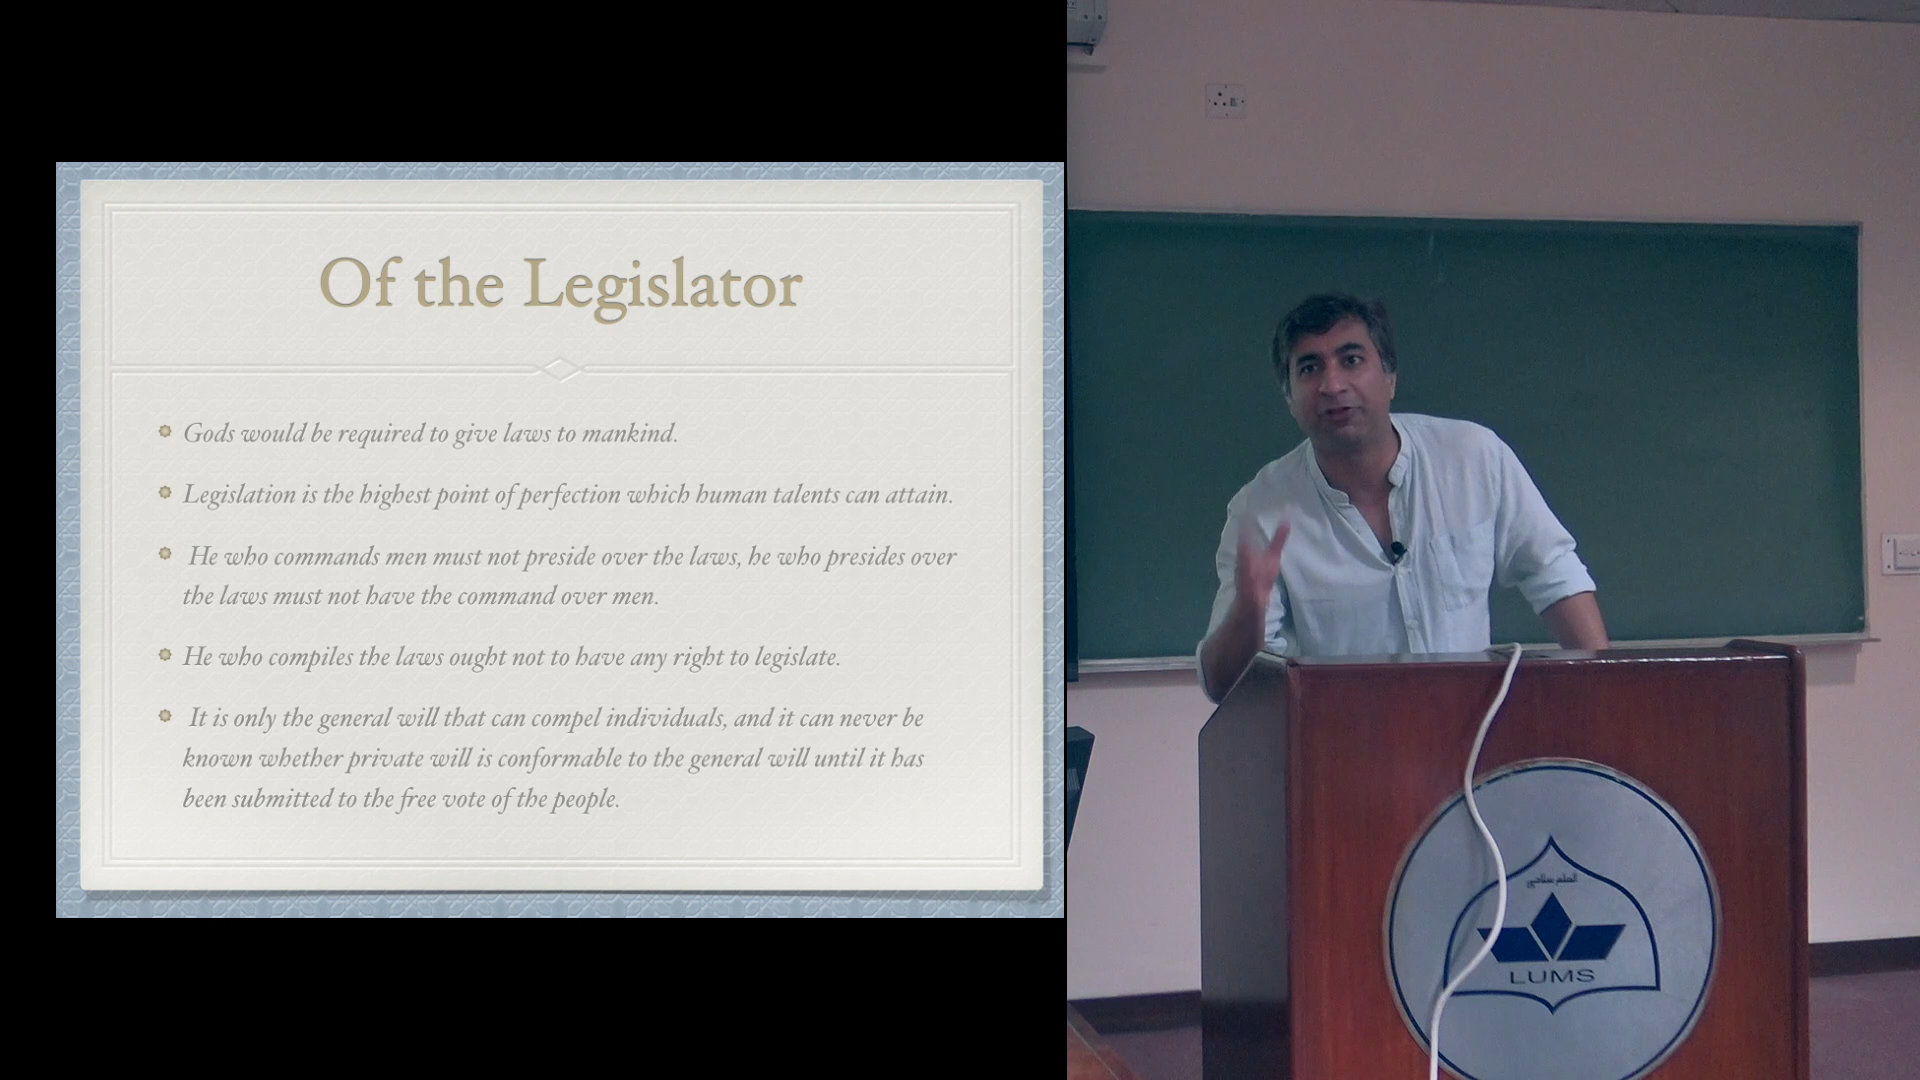 Of the Legislator
Gods would be required to give laws to mankind.
Legislation is the highest point of perfection which human talents can attain.
He who commands men must not preside over the laws, he who presides over
the laws must not have the command over men.
He who compiles the laws ought not to have any right to legislate.
It is only the general will that can compel individuals, and it can never be
known whether private will is conformable to the general will until it has
been submitted to the free vote of the people.
LUMS